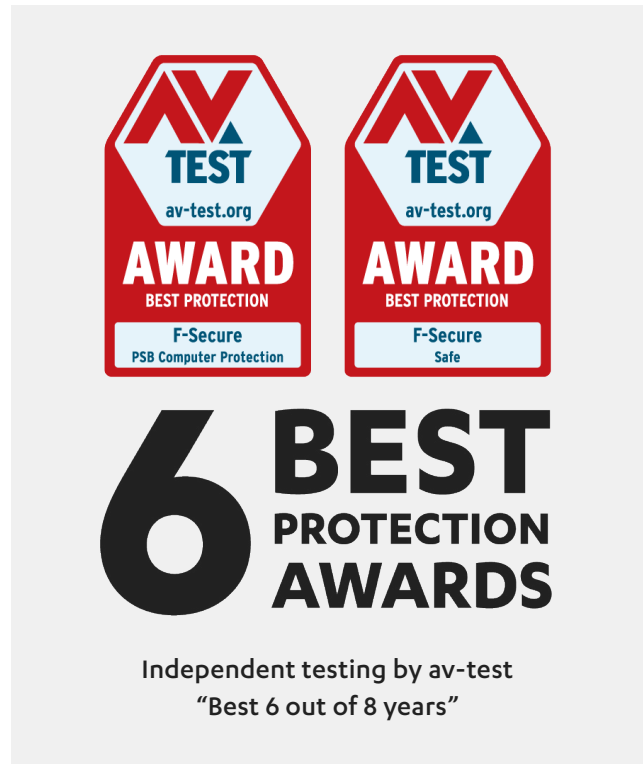 AV
TEST
av-test.org
AWARD
BEST PROTECTION
F-Secure
PSB Computer Protection
AV
TEST
av-test.org
AWARD
BEST PROTECTION
F-Secure
Safe
6 BEST
PROTECTION
AWARDS
Independent testing by av-test
“Best 6 out of 8 years”